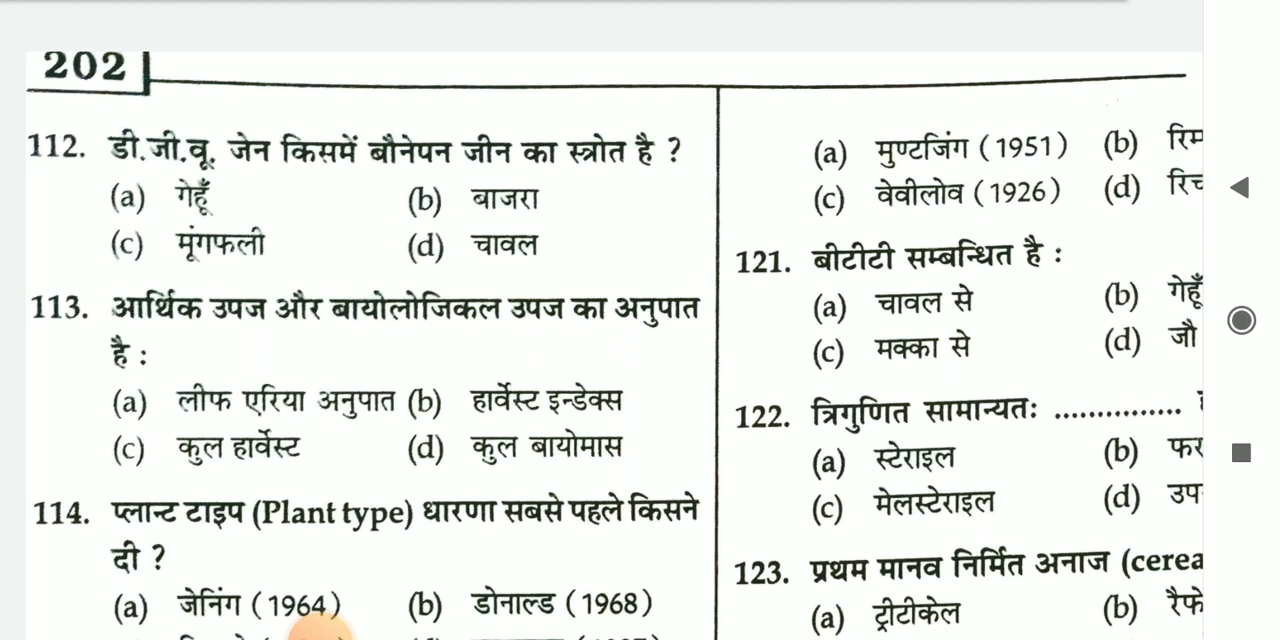 202
112. डी.जी.वू. जेन किसमें बौनेपन जीन का स्त्रोत है ?
(a) गेहूँ (b) बाजरा
(c) मूंगफली (d) चावल
113. आर्थिक उपज और बायोलोजिकल उपज का अनुपात
है :
(a) लीफ एरिया अनुपात (b) हार्वेस्ट इन्डेक्स
(c) कुल हार्वेस्ट (d) कुल बायोमास
114. प्लान्ट टाइप (Plant type) धारणा सबसे पहले किसने
दी ?
(a) जेनिंग (1964) (b) डोनाल्ड (1968)
(a) मुण्टजिंग (1951) (b)
(c) वेवीलोव (1926) (d)
121. बीटीटी सम्बन्धित है :
(a) चावल से (b) गेहूँ
(c) मक्का से (d) जौ
122. त्रिगुणित सामान्यतः ...............
(a) स्टेराइल (b)
(c) मेलस्टेराइल (d)
123. प्रथम मानव निर्मित अनाज (cerea
(a) ट्रीटीकेल (b)